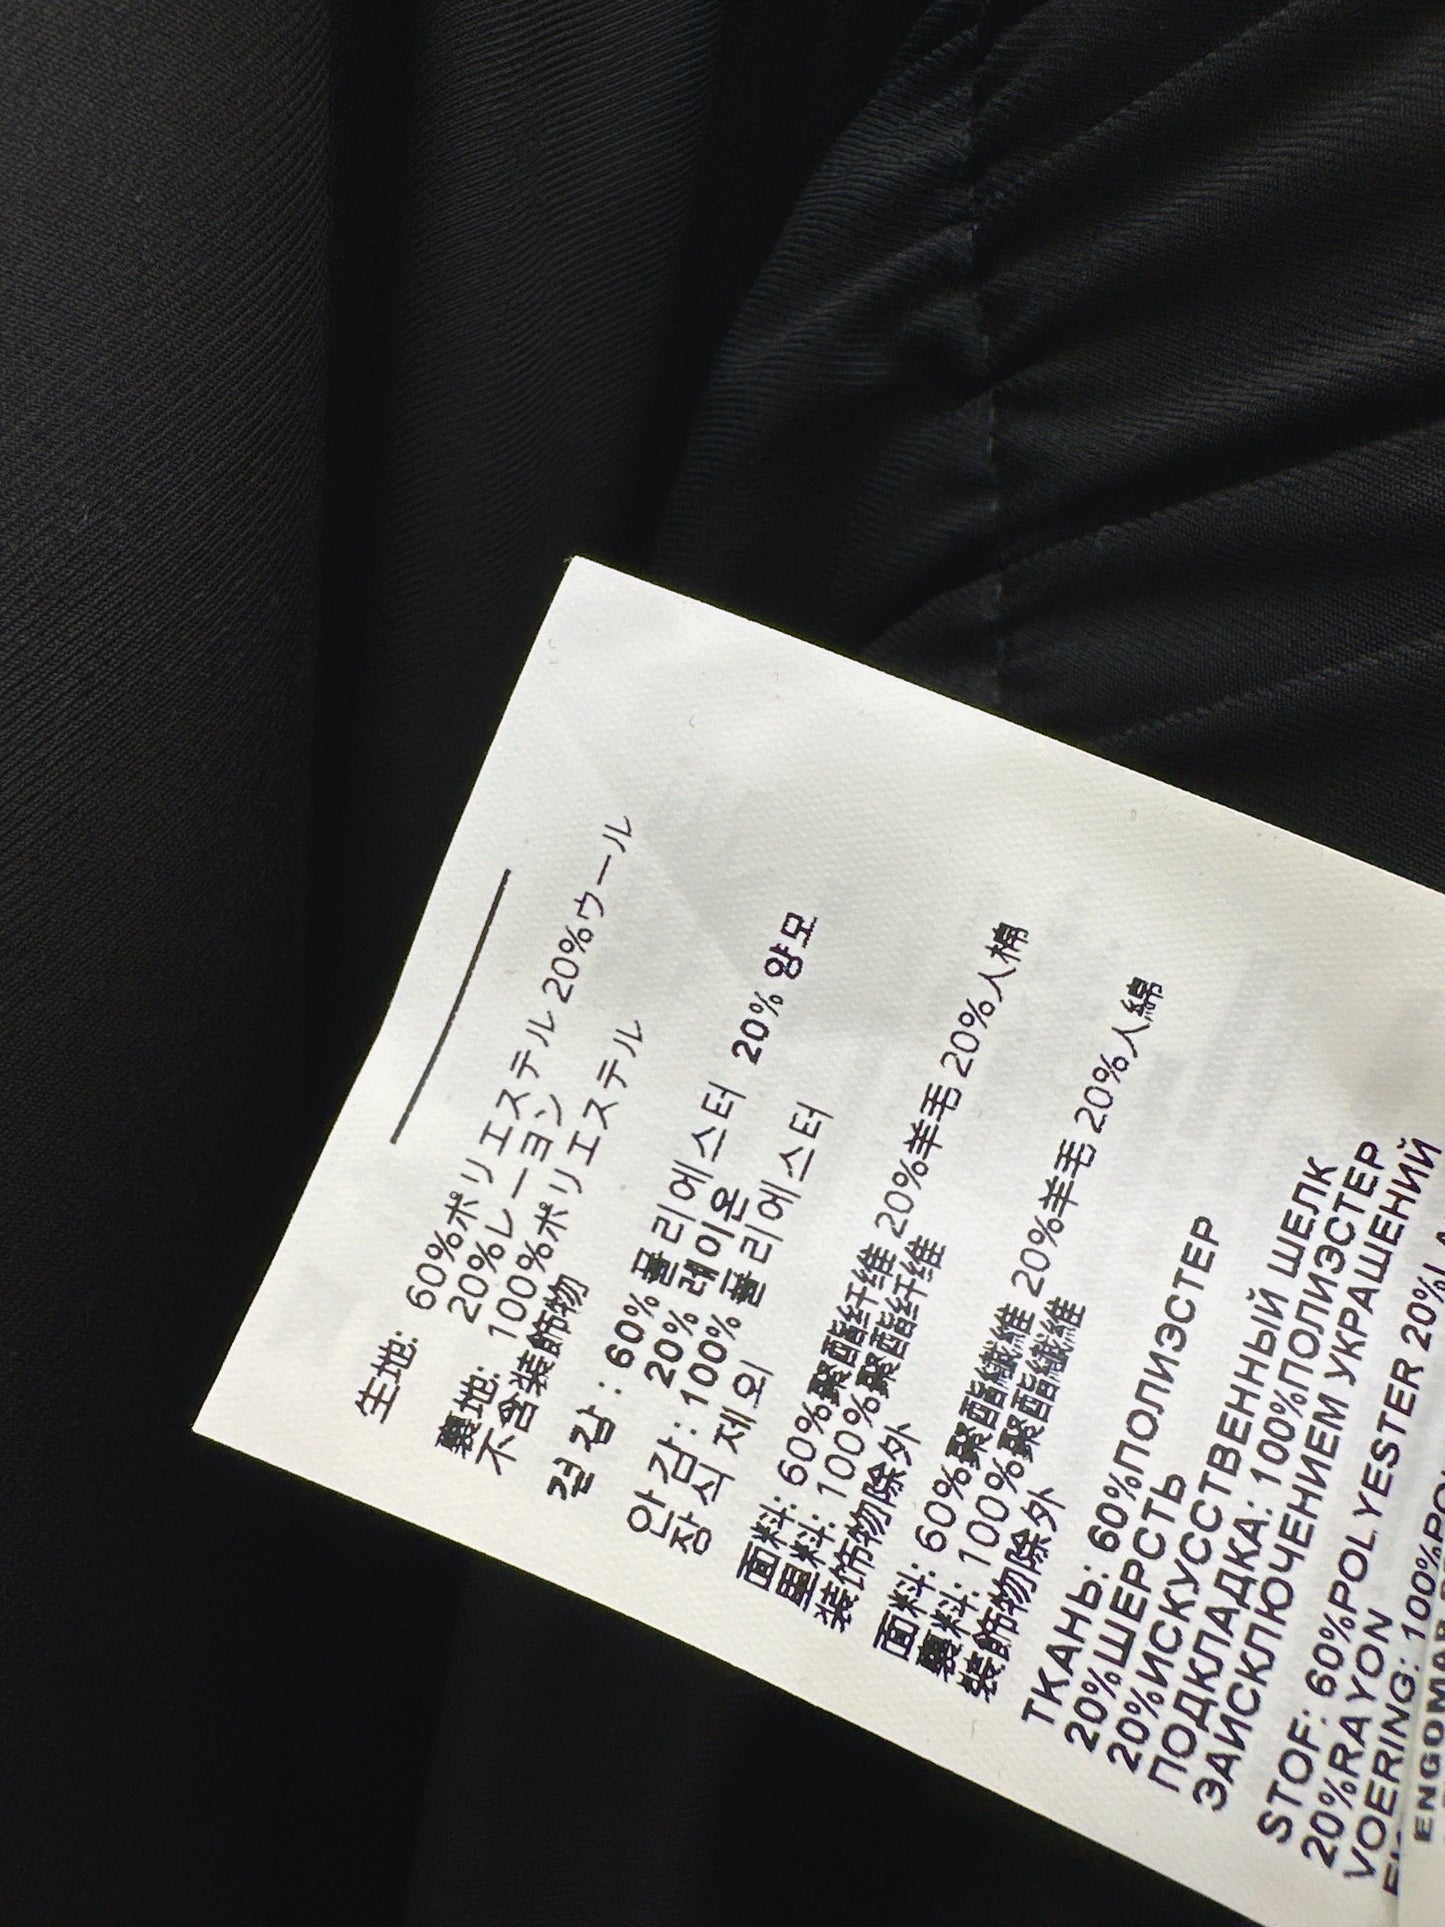 生地: 60%ポリエステル 20%ウール
20%レーヨン
裏地: 100%ポリエステル
不含装飾物
겉감: 60% 폴리에스터 20% 양모
20% 레이온
안감: 100% 폴리에스터
장식 제외
面料: 60%聚酯纤维 20%羊毛 20%人棉
里料: 100%聚酯纤维
装饰物除外
面料: 60%聚酯纖維 20%羊毛 20%人綿
裏料: 100%聚酯纖維
裝飾物除外
ТКАНЬ: 60%ПОЛИЭСТЕР
20%ШЕРСТЬ
20%ИСКУССТВЕННЫЙ ШЕЛК
ПОДКЛАДКА: 100%ПОЛИЭСТЕР
ЗАИСКЛЮЧЕНИЕМ УКРАШЕНИЙ
STOF: 60%POLYESTER 20%
20%RAYON
VOERING: 100%